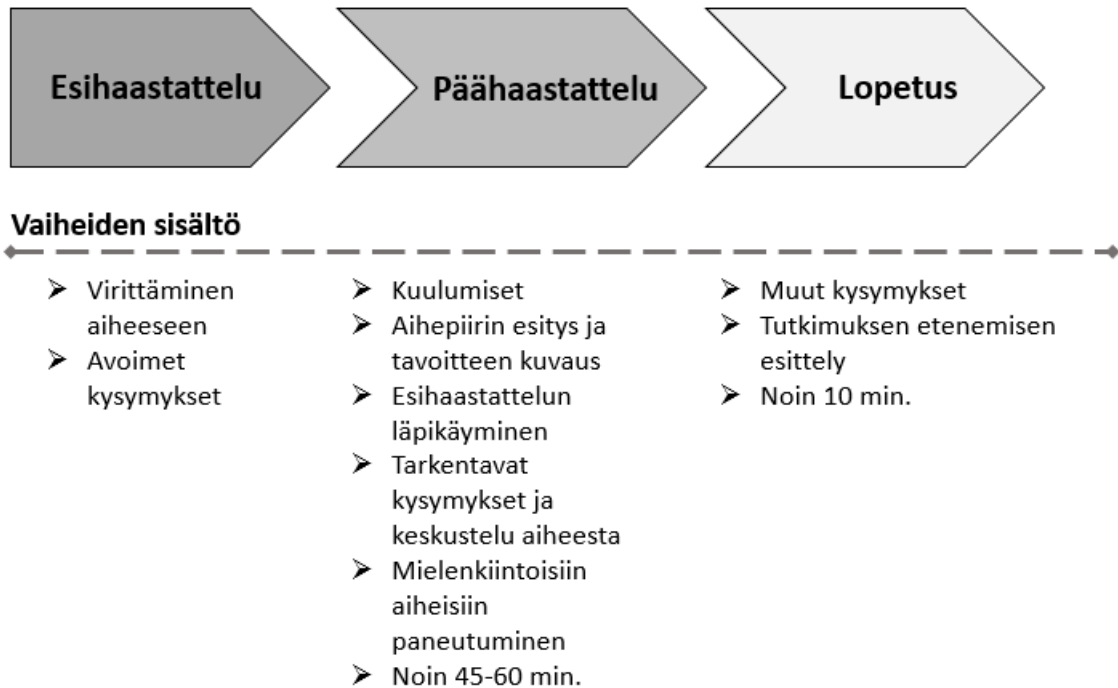 Esihaastattelu
Päähaastattelu
Lopetus
Vaiheiden sisältö
➤ Virittäminen
aiheeseen
➤ Avoimet
kysymykset
➤ Kuulumiset
➤ Aihepiirin esitys ja
tavoitteen kuvaus
➤ Esihaastattelun
läpikäyminen
➤ Tarkentavat
kysymykset ja
keskustelu aiheesta
➤ Mielenkiintoisiin
aiheisiin
paneutuminen
➤ Noin 45-60 min.
➤ Muut kysymykset
➤ Tutkimuksen etenemisen
esittely
➤ Noin 10 min.